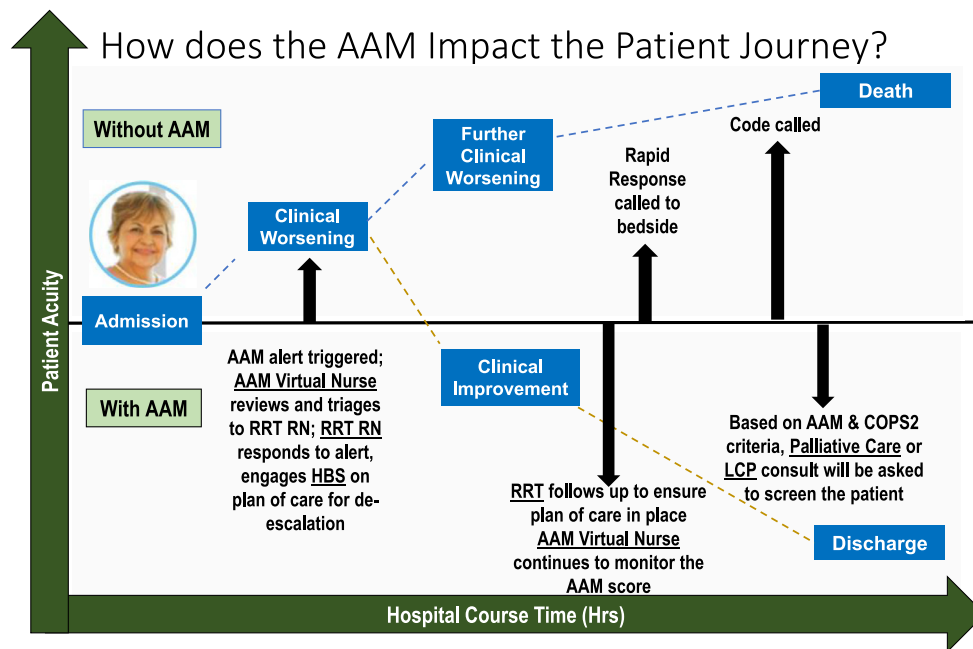 How does the AAM Impact the Patient Journey?
Death
Without AAM
Code called
Further
Clinical
Worsening
Rapid
Response
called to
bedside
Clinical
Worsening
Patient Acuity
Admission
AAM alert triggered;
AAM Virtual Nurse
reviews and triages
to RRT RN; RRT RN
responds to alert,
engages HBS on
plan of care for de-
escalation
Clinical
Improvement
With AAM
Based on AAM & COPS2
criteria, Palliative Care or
LCP consult will be asked
to screen the patient
RRT follows up to ensure
plan of care in place
AAM Virtual Nurse
continues to monitor the
AAM score
Discharge
Hospital Course Time (Hrs)